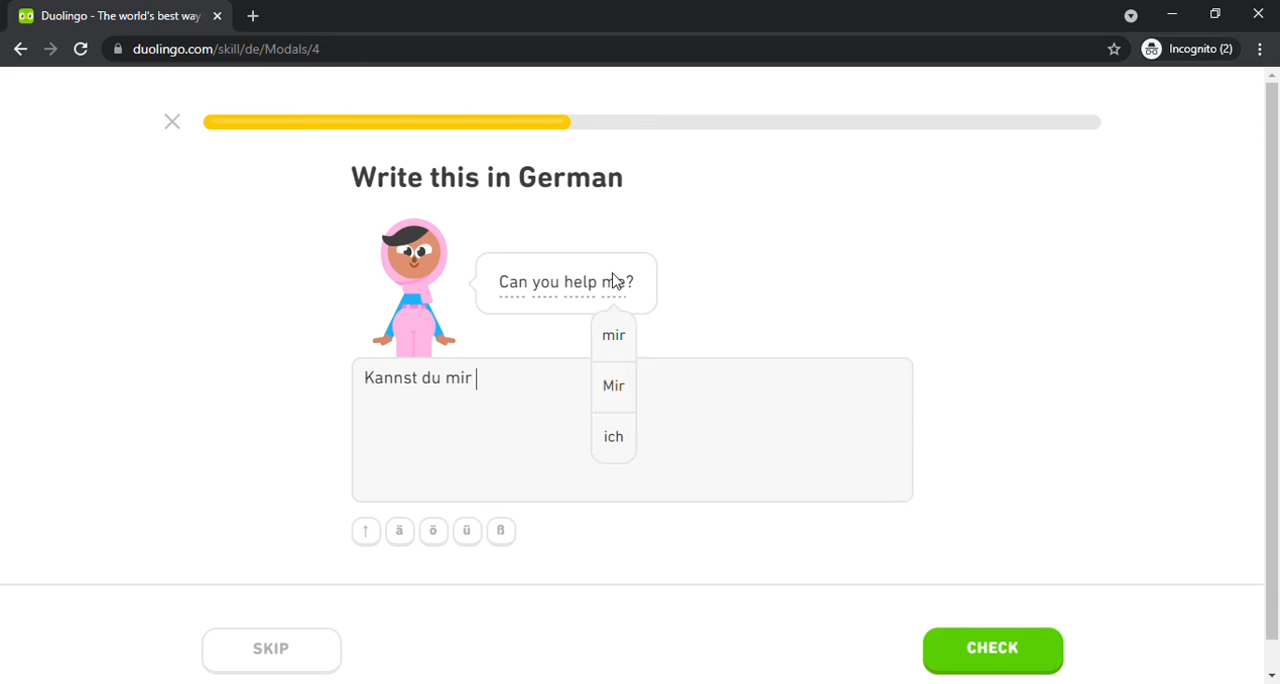 Duolingo - The world's best way
duolingo.com/skill/de/Modals/4
Incognito (2)
Write this in German
Can you help me?
mir
Mir
ich
Kannst du mir
↑ ä ö ü ß
SKIP
CHECK